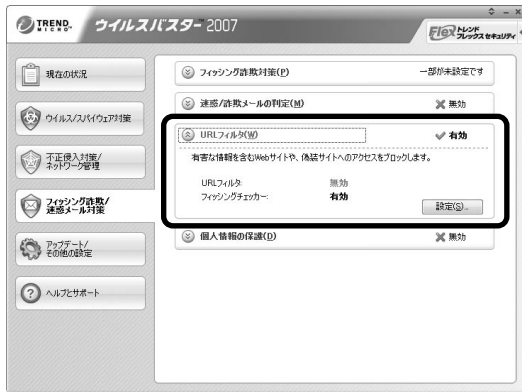 TREND MICRO ウイルスバスター™ 2007
Flex トレンド フレックス セキュリティ
現在の状況
ウイルス/スパイウェア対策
不正侵入対策/
ネットワーク管理
フィッシング詐欺/
迷惑メール対策
アップデート/
その他の設定
ヘルプとサポート
フィッシング詐欺対策(P) 一部が未設定です
迷惑/詐欺メールの判定(M) 無効
URLフィルタ(W) 有効
有害な情報を含むWebサイトや、偽装サイトへのアクセスをブロックします。
URLフィルタ: 無効
フィッシングチェッカー: 有効
設定(S)...
個人情報の保護(D) 無効